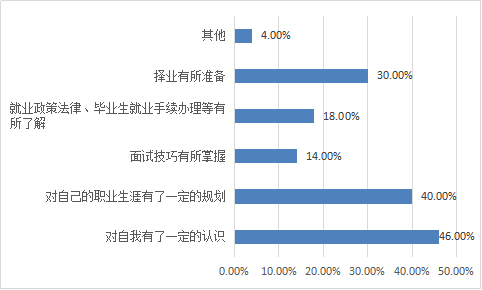 其他
4.00%
择业有所准备
30.00%
就业政策法律、毕业生就业手续办理等有
所了解
18.00%
面试技巧有所掌握
14.00%
对自己的职业生涯有了一定的规划
40.00%
对自我有了一定的认识
46.00%
0.00% 10.00% 20.00% 30.00% 40.00% 50.00%